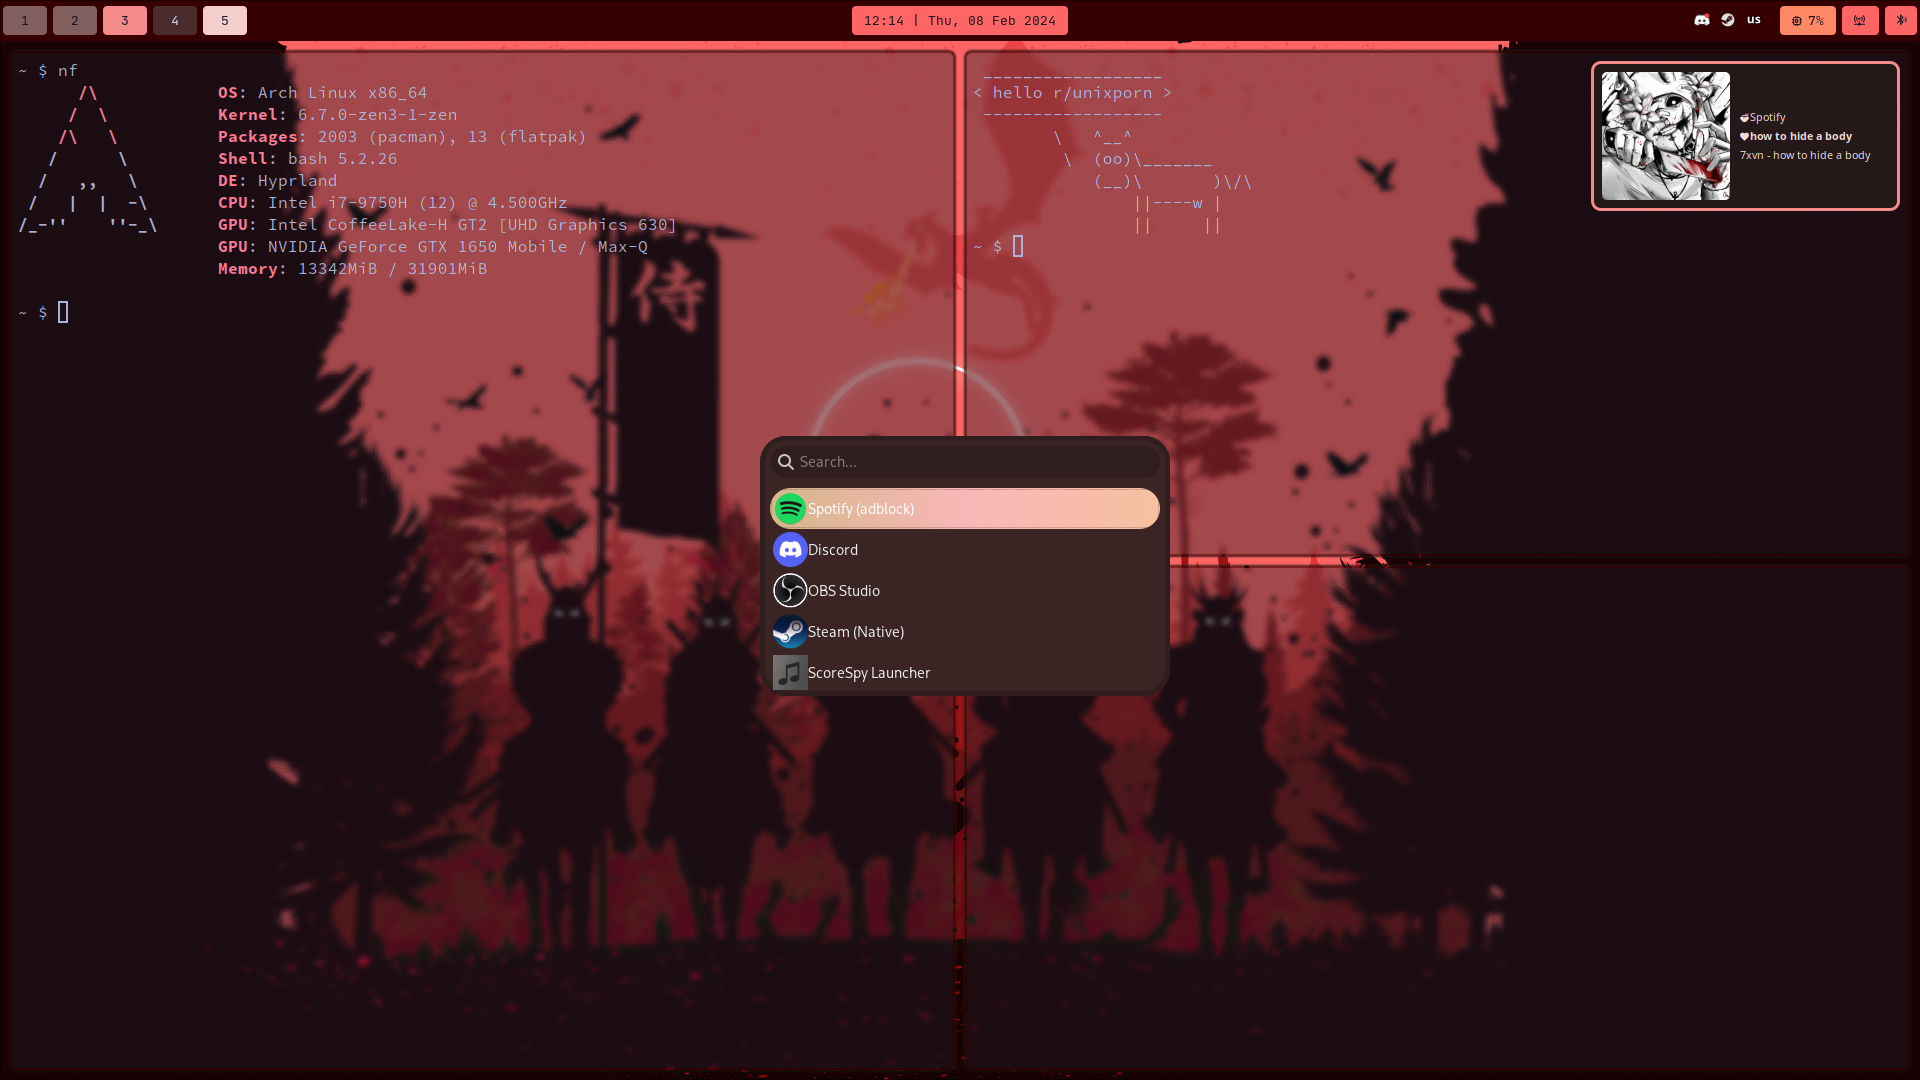 1 2 3 4 5
12:14 | Thu, 08 Feb 2024
us
7%
~ $ nf
OS: Arch Linux x86_64
Kernel: 6.7.0-zen3-1-zen
Packages: 2003 (pacman), 13 (flatpak)
Shell: bash 5.2.26
DE: Hyprland
CPU: Intel i7-9750H (12) @ 4.500GHz
GPU: Intel CoffeeLake-H GT2 [UHD Graphics 630]
GPU: NVIDIA GeForce GTX 1650 Mobile / Max-Q
Memory: 13342MiB / 31901MiB
~ $
< hello r/unixporn >
(oo)
~ $
Spotify
how to hide a body
7xvn - how to hide a body
侍
Search...
Spotify (adblock)
Discord
OBS Studio
Steam (Native)
ScoreSpy Launcher